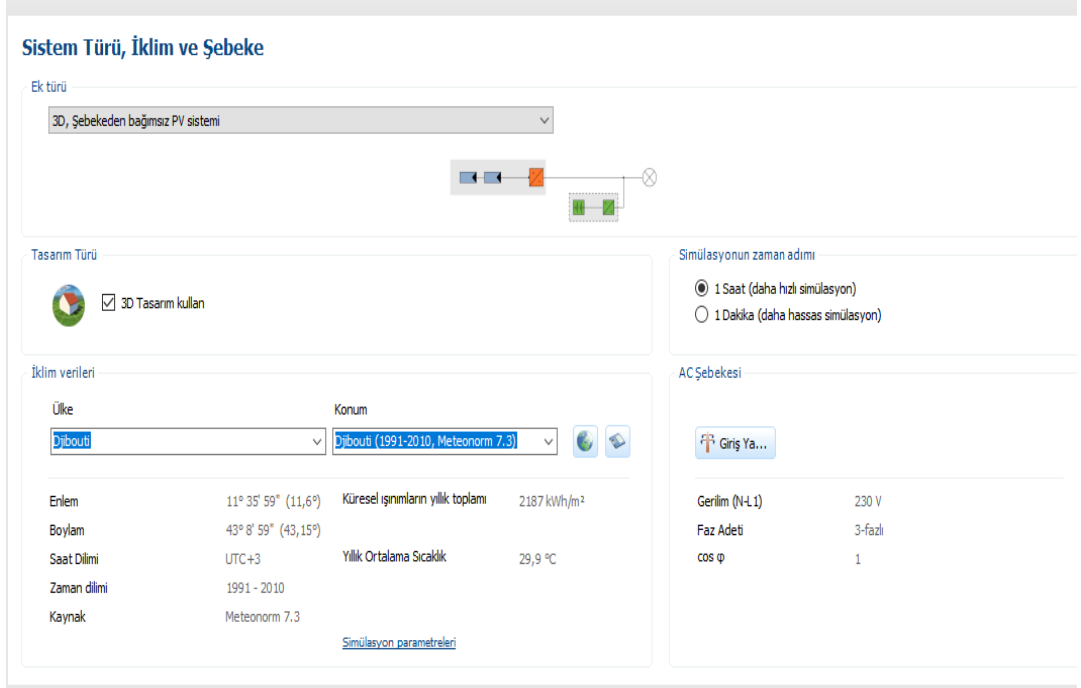 Sistem Türü, İklim ve Şebeke
Ek türü
3D, Şebekeden bağımsız PV sistemi
Tasarım Türü
3D Tasarım kullan
Simülasyonun zaman adımı
1 Saat (daha hızlı simülasyon)
1 Dakika (daha hassas simülasyon)
İklim verileri
Ülke
Konum
Djibouti
Djibouti (1991-2010, Meteonorm 7.3)
Enlem
11° 35' 59" (11,6°)
Küresel ışınımların yıllık toplamı
2187 kWh/m²
Boylam
43° 8' 59" (43,15°)
Saat Dilimi
UTC+3
Yıllık Ortalama Sıcaklık
29,9 °C
Zaman dilimi
1991 - 2010
Kaynak
Meteonorm 7.3
Simülasyon parametreleri
AC Şebekesi
Giriş Ya...
Gerilim (N-L1)
230 V
Faz Adeti
3-fazlı
cos φ
1